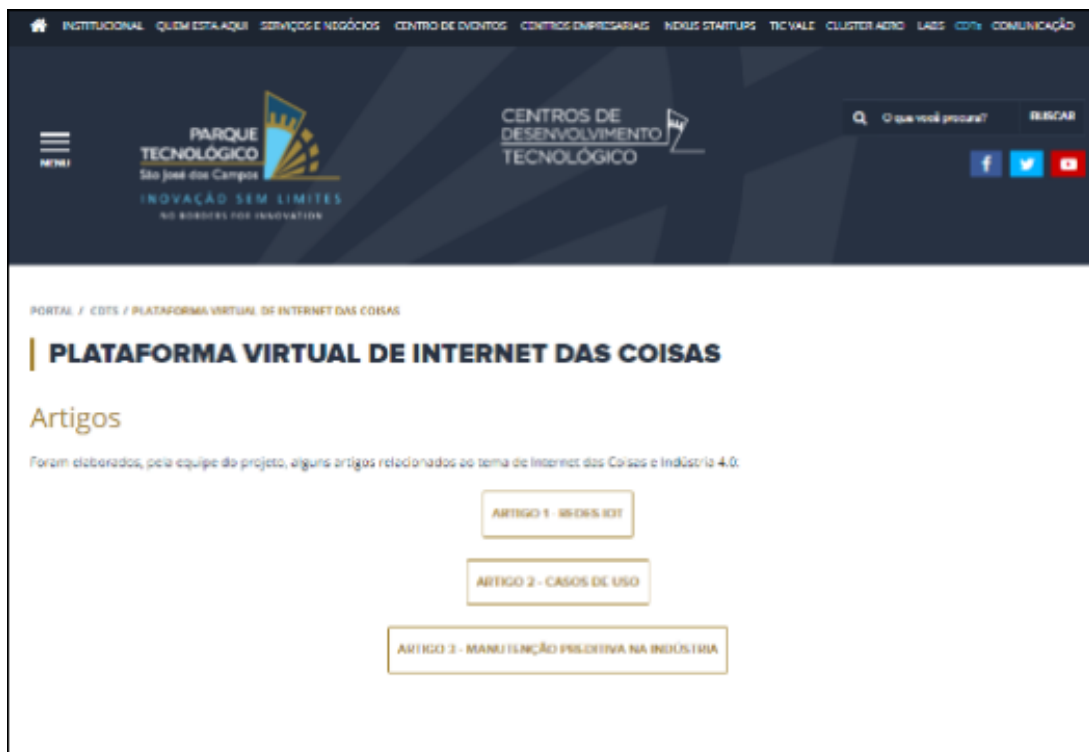 INSTITUCIONAL QUEM ESTA AQUI SERVIÇOS E NEGÓCIOS CENTRO DE EVENTOS CENTROS EMPRESARIAIS NEXUS STARTUPS TIC VALE CLUSTER AERO LABS CDTs COMUNICAÇÃO
MENU
PARQUE
TECNOLÓGICO
São José dos Campos
INOVAÇÃO SEM LIMITES
NO BORDERS FOR INNOVATION
CENTROS DE
DESENVOLVIMENTO
TECNOLÓGICO
O que você procura? BUSCAR
PORTAL / CDTS / PLATAFORMA VIRTUAL DE INTERNET DAS COISAS
PLATAFORMA VIRTUAL DE INTERNET DAS COISAS
Artigos
Foram elaborados, pela equipe do projeto, alguns artigos relacionados ao tema de Internet das Coisas e Indústria 4.0:
ARTIGO 1 - REDES IOT
ARTIGO 2 - CASOS DE USO
ARTIGO 3 - MANUTENÇÃO PREDITIVA NA INDÚSTRIA